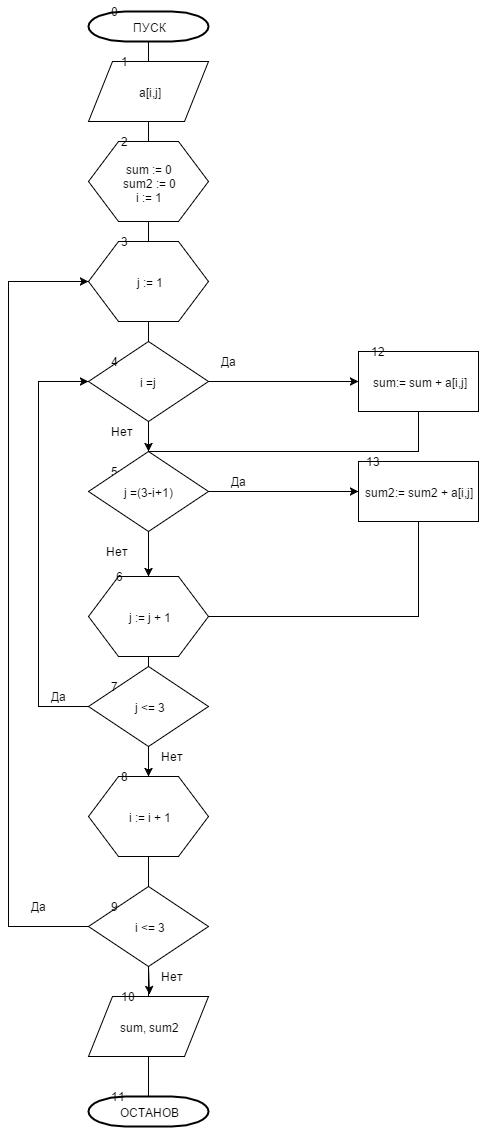 0
ПУСК
1
a[i,j]
2
sum := 0
sum2 := 0
i := 1
3
j := 1
4
i =j
Да
12
sum:= sum + a[i,j]
Нет
5
j =(3-i+1)
Да
13
sum2:= sum2 + a[i,j]
Нет
6
j := j + 1
7
j <= 3
Да
Нет
8
i := i + 1
9
i <= 3
Да
Нет
10
sum, sum2
11
ОСТАНОВ